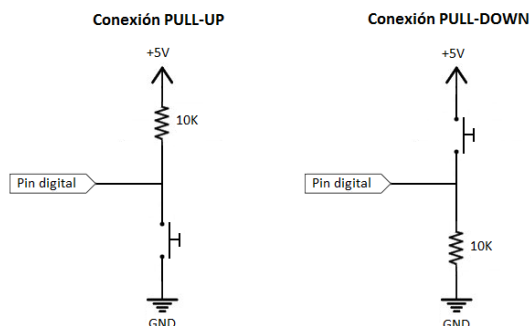 Conexión PULL-UP
+5V
10K
Pin digital
GND
Conexión PULL-DOWN
+5V
Pin digital
10K
GND